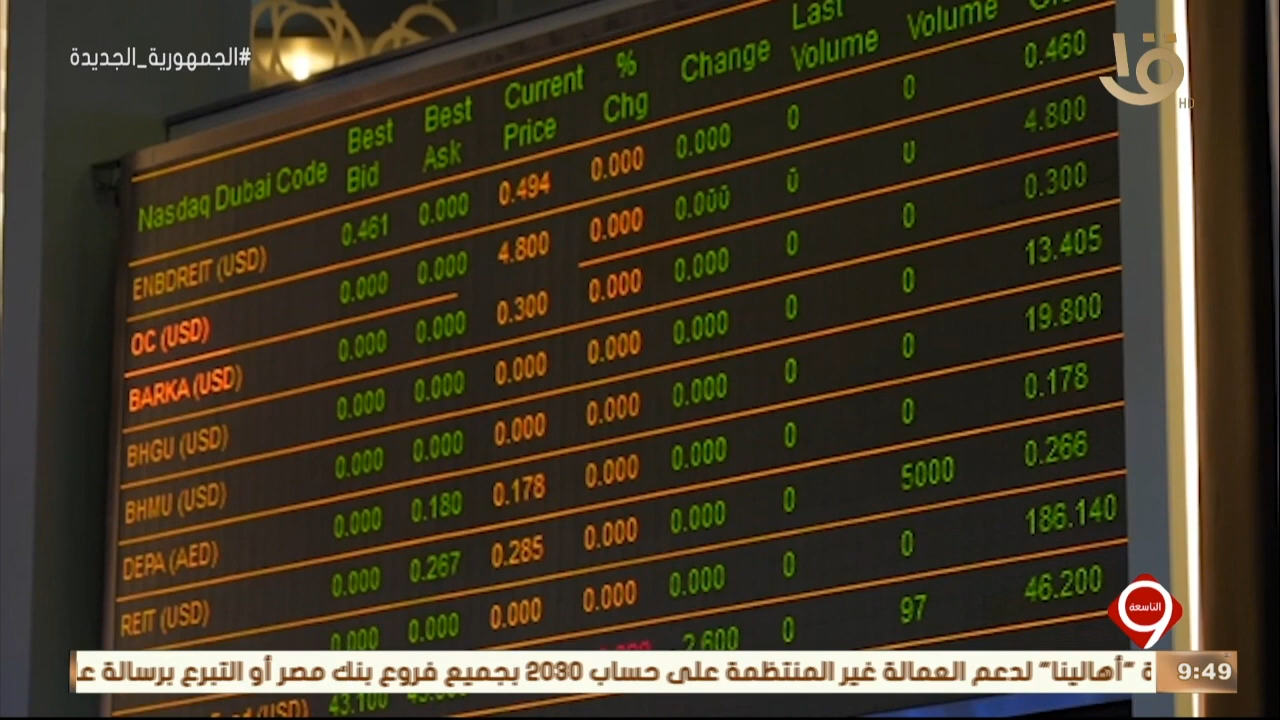 #الجمهورية_الجديدة
HD
Nasdaq Dubai Code Best Bid Best Ask Current Price % Chg Change Last Volume Volume
ENBDREIT (USD) 0.461 0.000 0.494 0.000 0.000 0 0 0.460
OC (USD) 0.000 0.000 4.800 0.000 0.000 0 0 4.800
BARKA (USD) 0.000 0.000 0.300 0.000 0.000 0 0 0.300
BHGU (USD) 0.000 0.000 0.000 0.000 0.000 0 0 13.405
BHMU (USD) 0.000 0.000 0.000 0.000 0.000 0 0 19.800
DEPA (AED) 0.000 0.180 0.178 0.000 0.000 0 0 0.178
REIT (USD) 0.000 0.267 0.285 0.000 0.000 0 5000 0.266
0.000 0.000 0.000 0.000 0.000 0 0 186.140
(USD) 43.100 2.600 0 97 46.200
التاسعة 9
ة "أهالينا" لدعم العمالة غير المنتظمة على حساب 2030 بجميع فروع بنك مصر أو التبرع برسالة عا
9:49